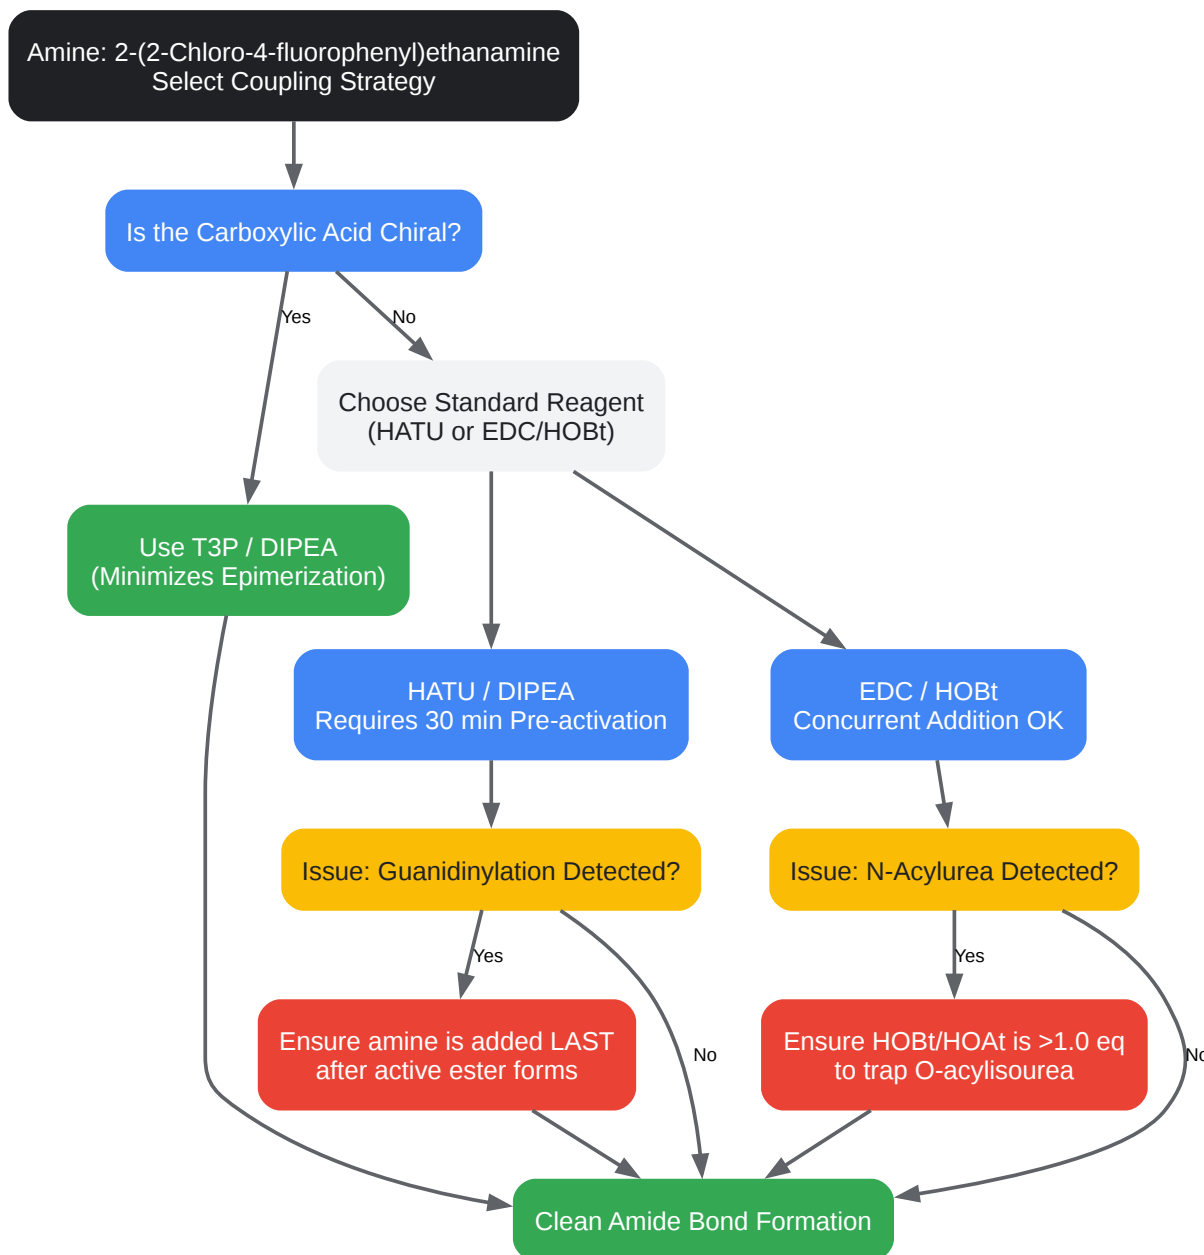 Amine: 2-(2-Chloro-4-fluorophenyl)ethanamine
Select Coupling Strategy
Is the Carboxylic Acid Chiral?
Yes
No
Choose Standard Reagent
(HATU or EDC/HOBt)
Use T3P / DIPEA
(Minimizes Epimerization)
HATU / DIPEA
Requires 30 min Pre-activation
EDC / HOBt
Concurrent Addition OK
Issue: Guanidinylation Detected?
Issue: N-Acylurea Detected?
Yes
Yes
Ensure amine is added LAST
after active ester forms
No
Ensure HOBt/HOAt is >1.0 eq
to trap O-acylisourea
No
Clean Amide Bond Formation